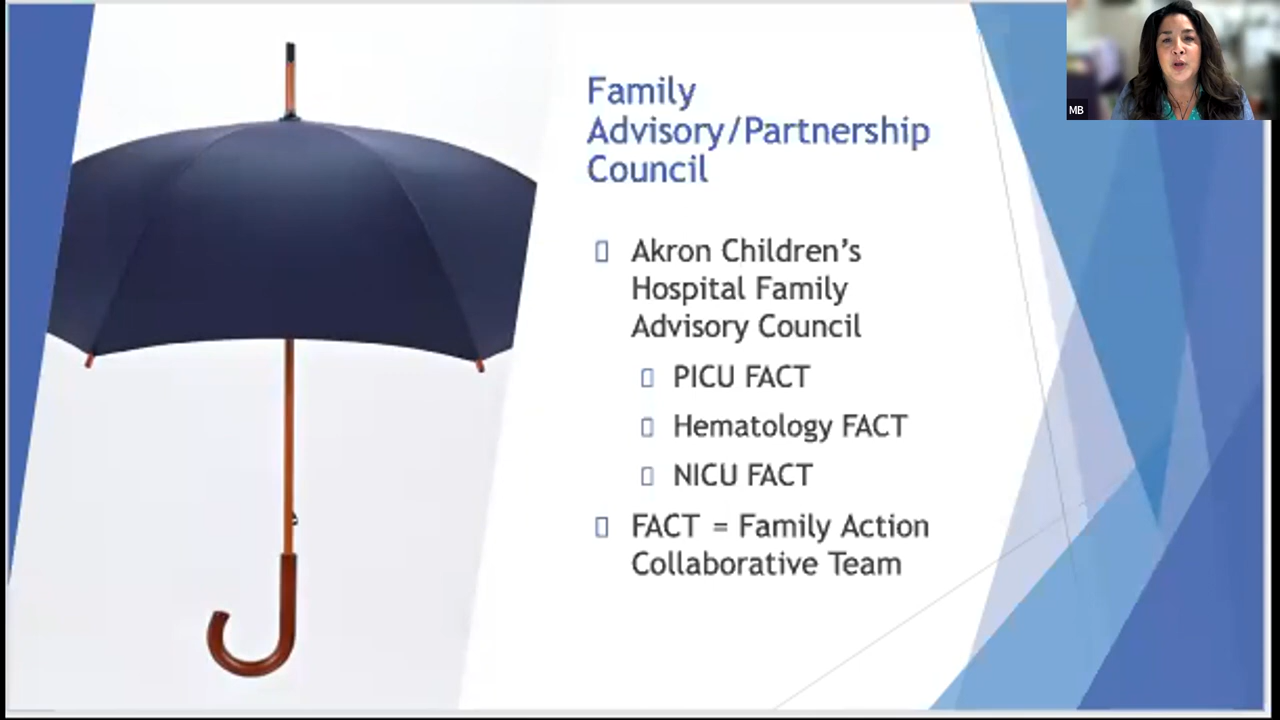 Family
Advisory/Partnership
Council
Akron Children's
Hospital Family
Advisory Council
PICU FACT
Hematology FACT
NICU FACT
FACT = Family Action
Collaborative Team
MB